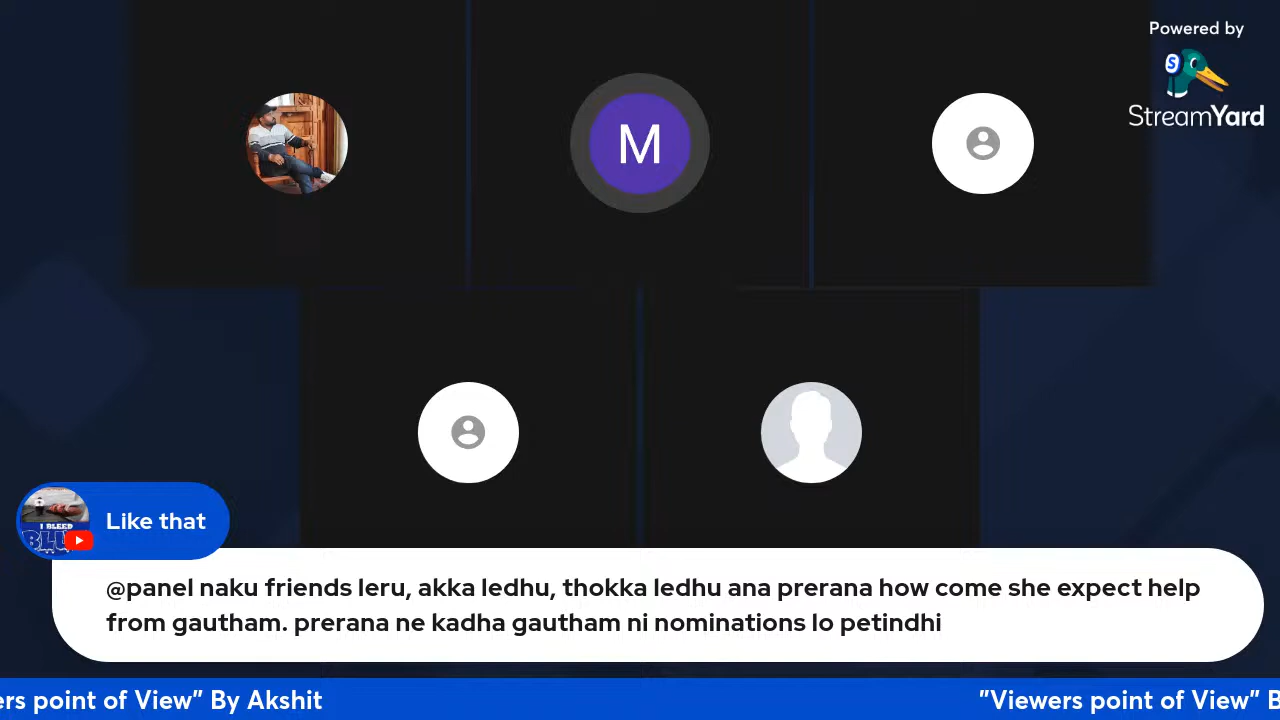 Powered by
S
StreamYard
M
I BLEED
BLU
Like that
@panel naku friends leru, akka ledhu, thokka ledhu ana prerana how come she expect help
from gautham. prerana ne kadha gautham ni nominations lo petindhi
ers point of View" By Akshit
"Viewers point of View" B